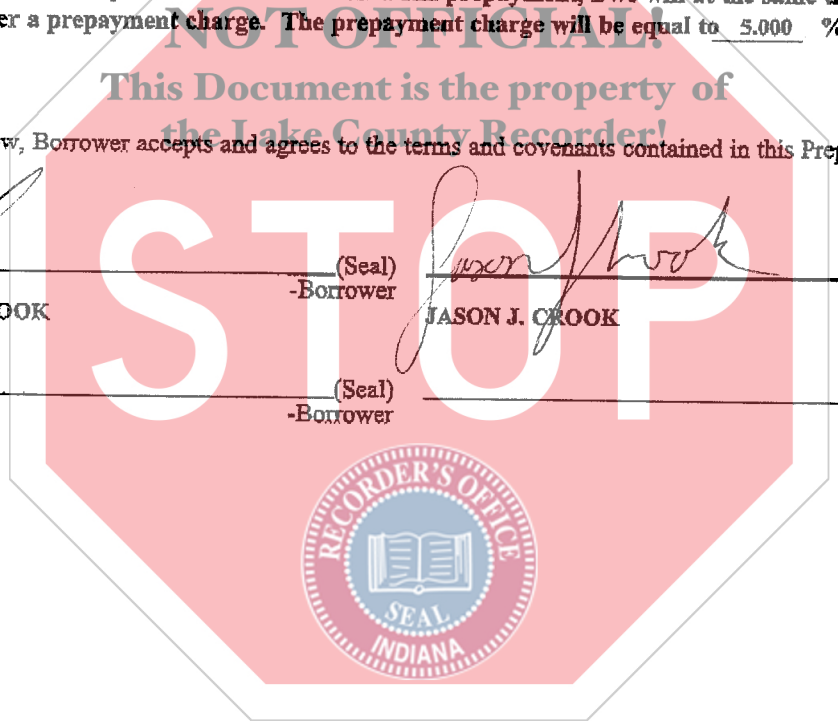 er a prepayment charge. The prepayment charge will be equal to 5.000 %
NOT OFFICIAL!
This Document is the property of
the Lake County Recorder!
w, Borrower accepts and agrees to the terms and covenants contained in this Prep
STOP
(Seal)
-Borrower
Jason J Crook
OOK
JASON J. CROOK
(Seal)
-Borrower
RECORDER'S OFFICE
SEAL
INDIANA